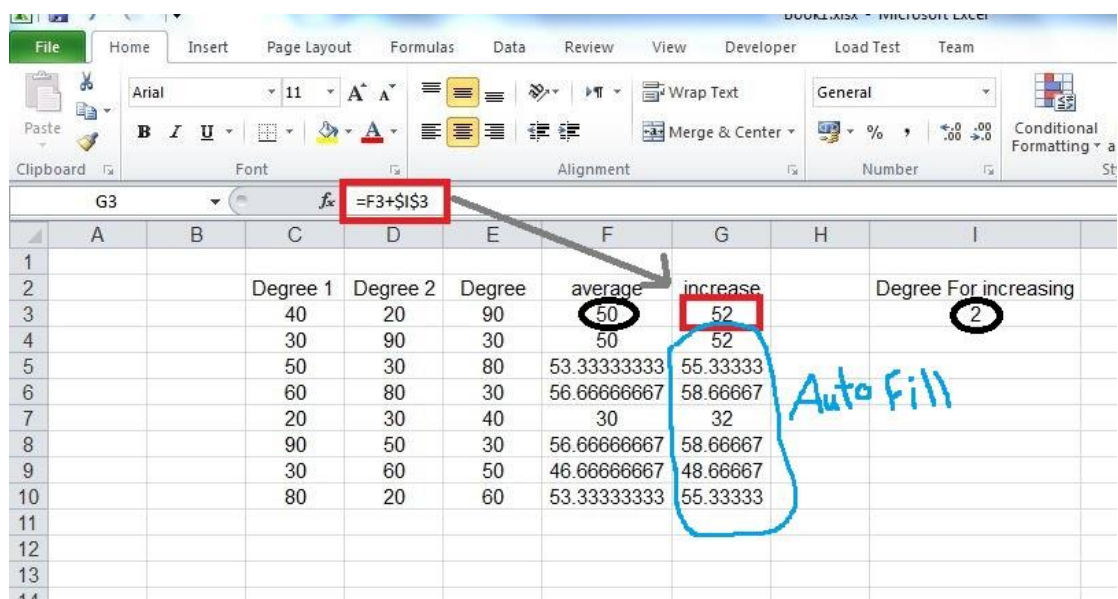 Book1.xlsx - Microsoft Excel
File Home Insert Page Layout Formulas Data Review View Developer Load Test Team
Arial 11 A A Wrap Text General
Paste B I U A Merge & Center % , .0 .00 .00 .0 Conditional
Formatting
Clipboard Font Alignment Number
G3 fx =F3+$I$3
A B C D E F G H I
1
2 Degree 1 Degree 2 Degree average increase Degree For increasing
3 40 20 90 50 52 2
4 30 90 30 50 52
5 50 30 80 53.33333333 55.33333
6 60 80 30 56.66666667 58.66667
Auto Fill
7 20 30 40 30 32
8 90 50 30 56.66666667 58.66667
9 30 60 50 46.66666667 48.66667
10 80 20 60 53.33333333 55.33333
11
12
13